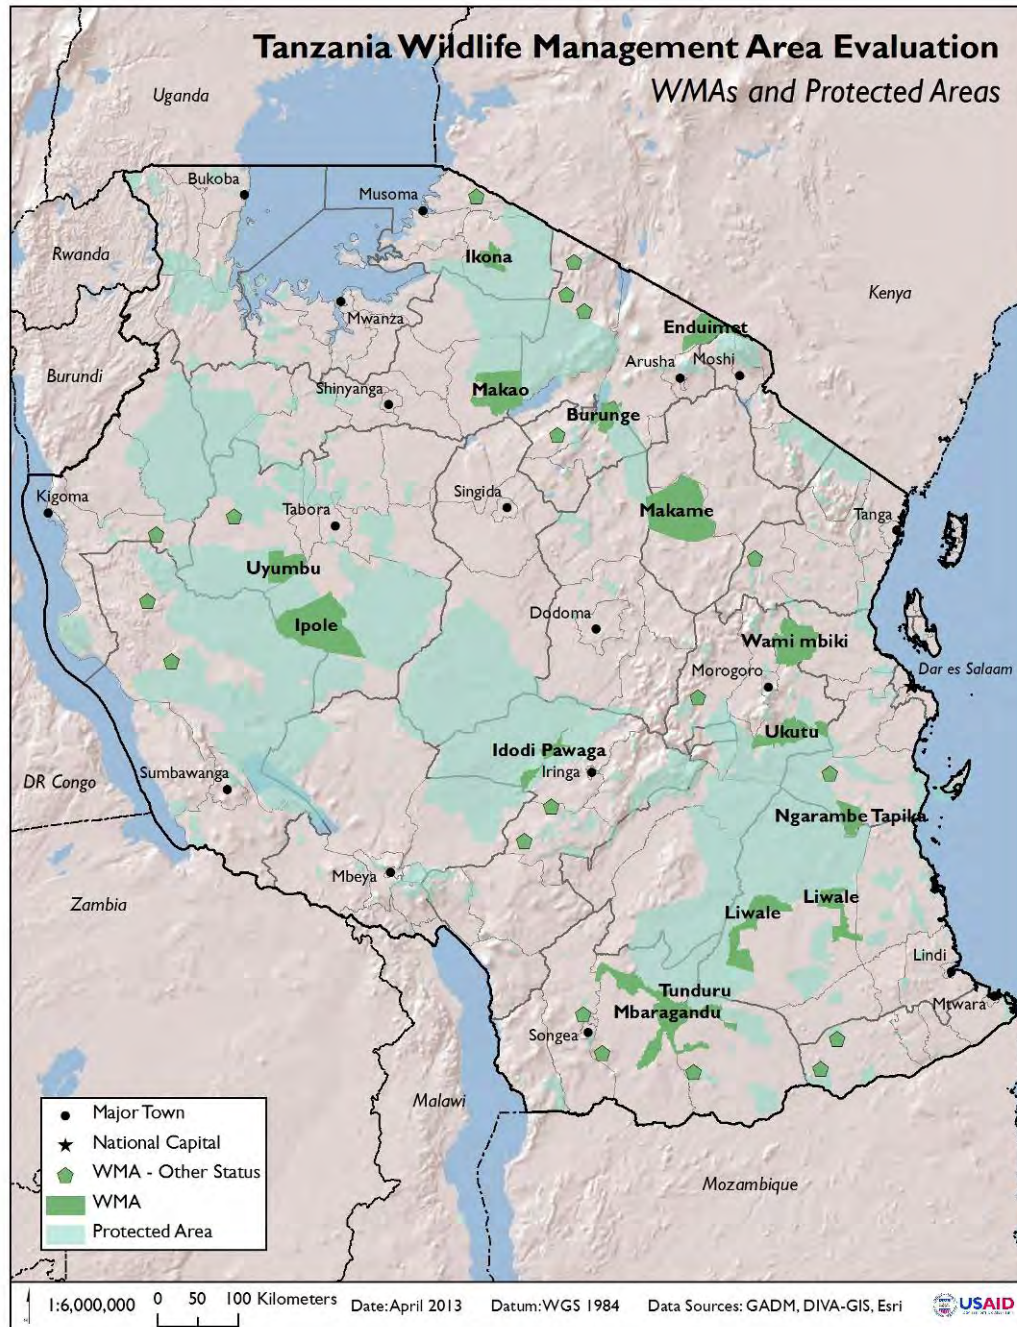 Tanzania Wildlife Management Area Evaluation
WMAs and Protected Areas
Uganda
Bukoba
Musoma
Rwanda
Ikona
Kenya
Mwanza
Enduimet
Burundi
Arusha
Moshi
Shinyanga
Makao
Burunge
Kigoma
Singida
Tabora
Makame
Tanga
Uyumbu
Ipole
Dodoma
Wami mbiki
Dar es Salaam
Morogoro
Ukutu
Idodi Pawaga
Iringa
DR Congo
Sumbawanga
Ngarambe Tapika
Mbeya
Zambia
Liwale
Liwale
Lindi
Tunduru
Mbaragandu
Mtwara
Songea
Malawi
Mozambique
Major Town
National Capital
WMA - Other Status
WMA
Protected Area
1:6,000,000
0 50 100 Kilometers
Date: April 2013
Datum: WGS 1984
Data Sources: GADM, DIVA-GIS, Esri
USAID